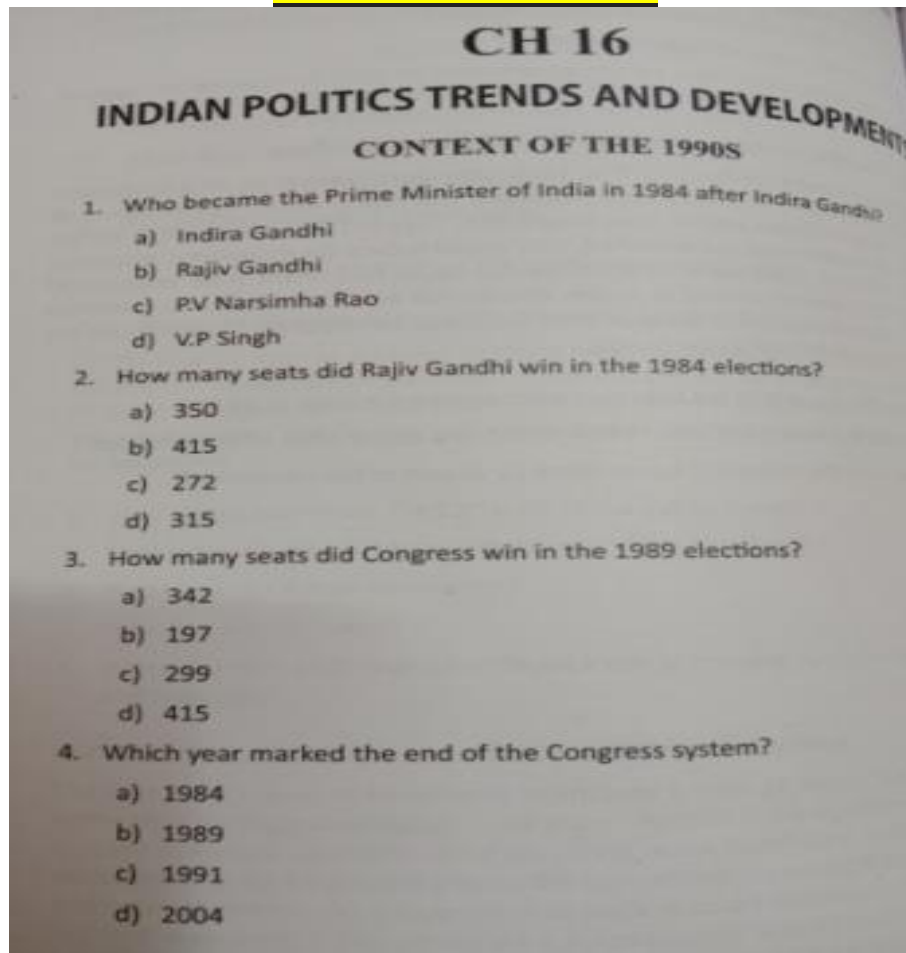 CH 16
INDIAN POLITICS TRENDS AND DEVELOPMENTS
CONTEXT OF THE 1990S
1. Who became the Prime Minister of India in 1984 after Indira Gandhi?
a) Indira Gandhi
b) Rajiv Gandhi
c) P.V Narsimha Rao
d) V.P Singh
2. How many seats did Rajiv Gandhi win in the 1984 elections?
a) 350
b) 415
c) 272
d) 315
3. How many seats did Congress win in the 1989 elections?
a) 342
b) 197
c) 299
d) 415
4. Which year marked the end of the Congress system?
a) 1984
b) 1989
c) 1991
d) 2004